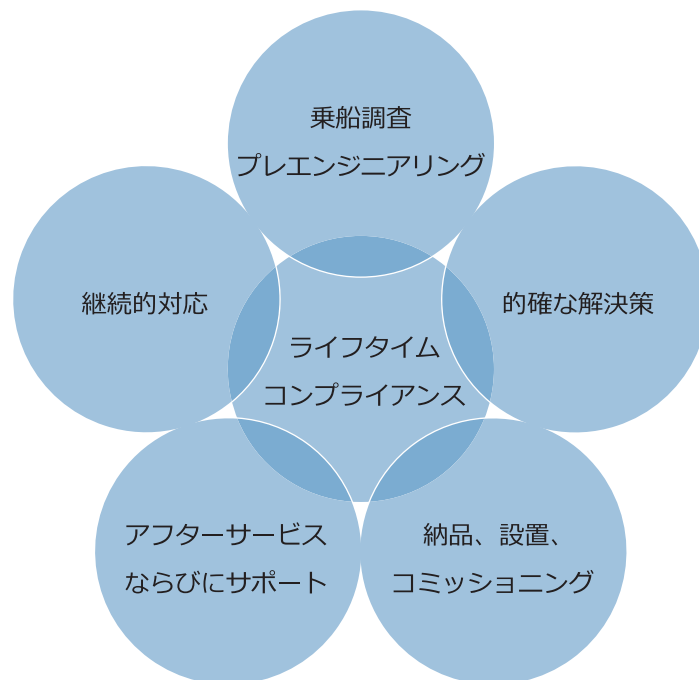 乗船調査
プレエンジニアリング
継続的対応
的確な解決策
ライフタイム
コンプライアンス
アフターサービス
ならびにサポート
納品、設置、
コミッショニング